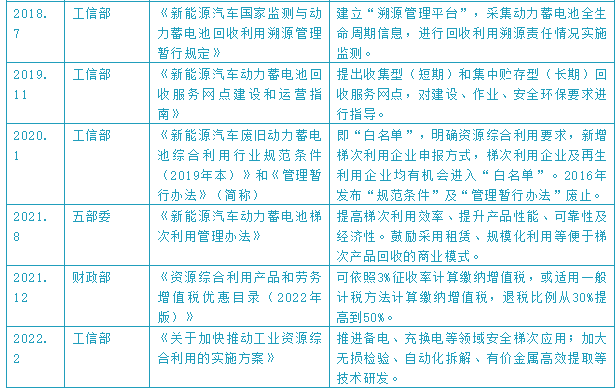 2018.
7
工信部
《新能源汽车国家监测与动
力蓄电池回收利用溯源管理
暂行规定》
建立“溯源管理平台”，采集动力蓄电池全生
命周期信息，进行回收利用溯源责任情况实施
监测。
2019.
11
工信部
《新能源汽车动力蓄电池回
收服务网点建设和运营指
南》
提出收集型（短期）和集中贮存型（长期）回
收服务网点，对建设、作业、安全环保要求进
行指导。
2020.
1
工信部
《新能源汽车废旧动力蓄电
池综合利用行业规范条件
（2019年本）》和《管理暂
行办法》（简称）
即“白名单”，明确资源综合利用要求，新增
梯次利用企业申报方式，梯次利用企业及再生
利用企业均有机会进入“白名单”。2016年
发布“规范条件”及“管理暂行办法”废止。
2021.
8
五部委
《新能源汽车动力蓄电池梯
次利用管理办法》
提高梯次利用效率、提升产品性能、可靠性及
经济性。鼓励采用租赁、规模化利用等便于梯
次产品回收的商业模式。
2021.
12
财政部
《资源综合利用产品和劳务
增值税优惠目录（2022年
版）》
可依照3%征收率计算缴纳增值税，或适用一般
计税方法计算缴纳增值税，退税比例从30%提
高到50%。
2022.
2
工信部
《关于加快推动工业资源综
合利用的实施方案》
推进备电、充换电等领域安全梯次应用；加大
无损检验、自动化拆解、有价金属高效提取等
技术研发。